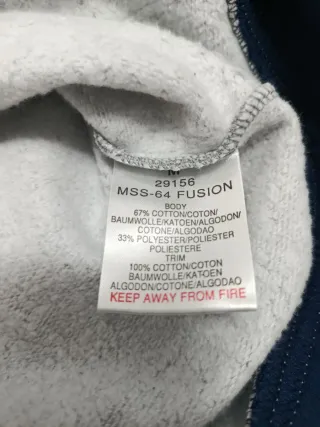 M
29156
MSS-64 FUSION
BODY
67% COTTON/COTON/
BAUMWOLLE/KATOEN/ALGODON/
COTONE/ALGODAO
33% POLYESTER/POLIESTER
POLIESTERE
TRIM
100% COTTON/COTON
BAUMWOLLE/KATOEN
ALGODON/COTONE/ALGODAO
KEEP AWAY FROM FIRE